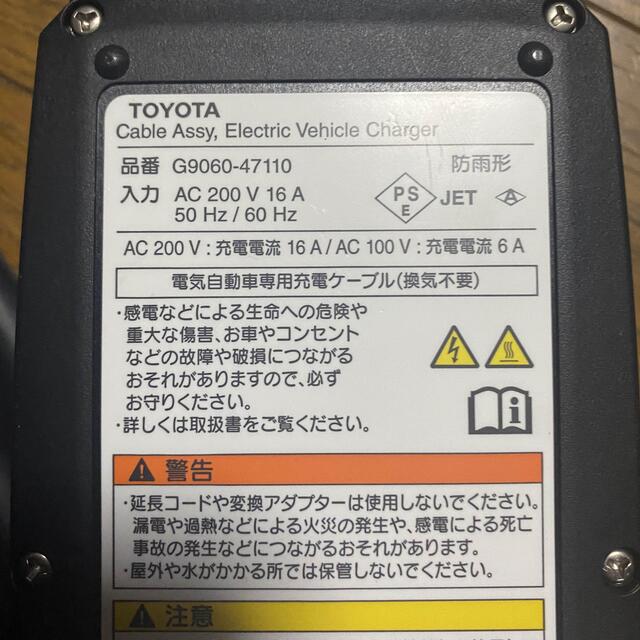 TOYOTA
Cable Assy, Electric Vehicle Charger
品番 G9060-47110 防雨形
入力 AC 200 V 16 A
50 Hz / 60 Hz
PS
E
JET
A
AC 200 V : 充電電流 16 A / AC 100 V : 充電電流 6 A
電気自動車専用充電ケーブル(換気不要)
・感電などによる生命への危険や
重大な傷害、お車やコンセント
などの故障や破損につながる
おそれがありますので、必ず
お守りください。
・詳しくは取扱書をご覧ください。
警告
・延長コードや変換アダプターは使用しないでください。
漏電や過熱などによる火災の発生や、感電による死亡
事故の発生などにつながるおそれがあります。
・屋外や水がかかる所では保管しないでください。
注意